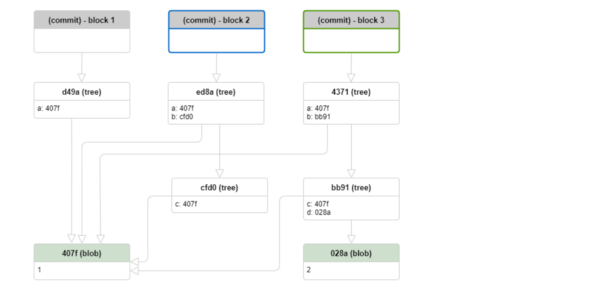 (commit) - block 1
(commit) - block 2
(commit) - block 3
d49a (tree)
a: 407f
ed8a (tree)
a: 407f
b: cfd0
4371 (tree)
a: 407f
b: bb91
cfd0 (tree)
c: 407f
bb91 (tree)
c: 407f
d: 028a
407f (blob)
1
028a (blob)
2